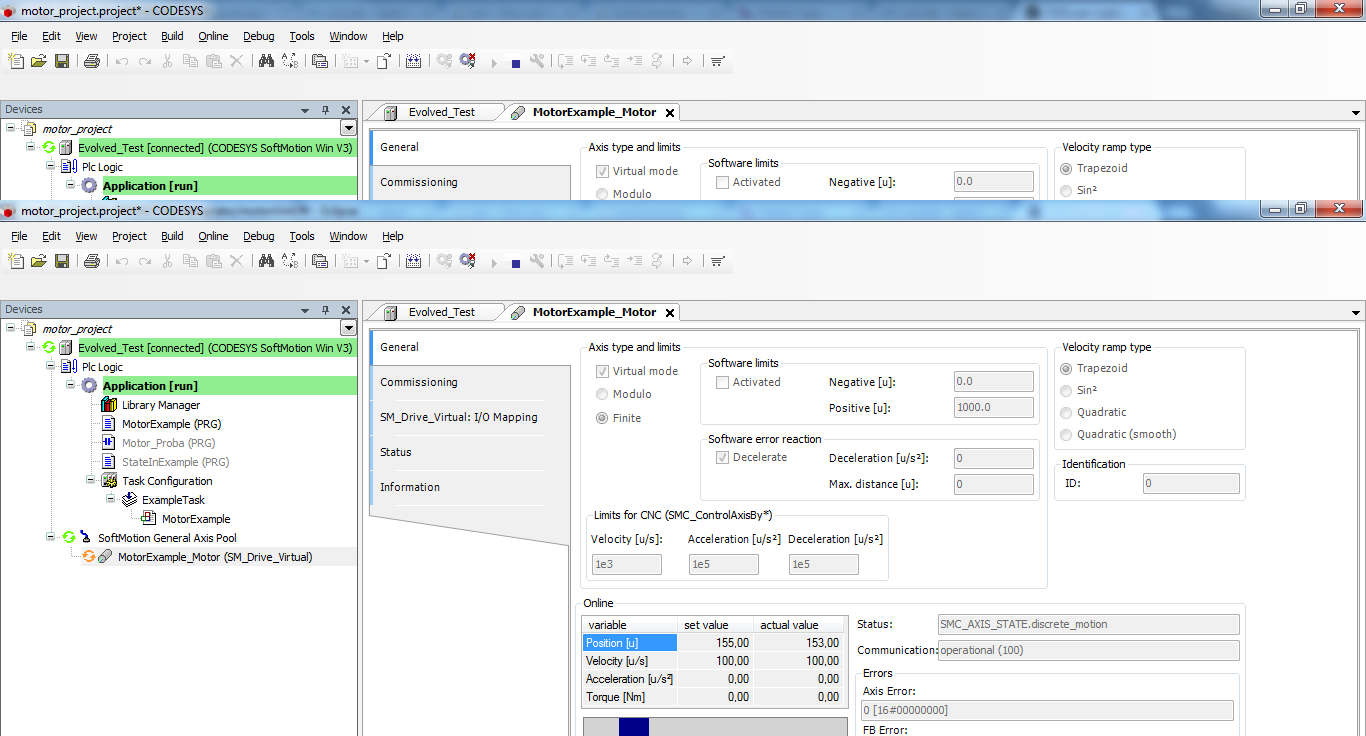 motor_project.project* - CODESYS
File Edit View Project Build Online Debug Tools Window Help
Devices
motor_project
Evolved_Test [connected] (CODESYS SoftMotion Win V3)
Plc Logic
Application [run]
Evolved_Test MotorExample_Motor
General
Commissioning
Axis type and limits
Virtual mode
Modulo
Software limits
Activated
Negative [u]: 0.0
Velocity ramp type
Trapezoid
Sin²
motor_project.project* - CODESYS
File Edit View Project Build Online Debug Tools Window Help
Devices
motor_project
Evolved_Test [connected] (CODESYS SoftMotion Win V3)
Plc Logic
Application [run]
Library Manager
MotorExample (PRG)
Motor_Proba (PRG)
StateInExample (PRG)
Task Configuration
ExampleTask
MotorExample
SoftMotion General Axis Pool
MotorExample_Motor (SM_Drive_Virtual)
Evolved_Test MotorExample_Motor
General
Commissioning
SM_Drive_Virtual: I/O Mapping
Status
Information
Axis type and limits
Virtual mode
Modulo
Finite
Software limits
Activated
Negative [u]: 0.0
Positive [u]: 1000.0
Software error reaction
Decelerate
Deceleration [u/s²]: 0
Max. distance [u]: 0
Limits for CNC (SMC_ControlAxisBy*)
Velocity [u/s]: Acceleration [u/s²] Deceleration [u/s²]
1e3 1e5 1e5
Velocity ramp type
Trapezoid
Sin²
Quadratic
Quadratic (smooth)
Identification
ID: 0
Online
variable set value actual value
Position [u] 155,00 153,00
Velocity [u/s] 100,00 100,00
Acceleration [u/s²] 0,00 0,00
Torque [Nm] 0,00 0,00
Status: SMC_AXIS_STATE.discrete_motion
Communication: operational (100)
Errors
Axis Error:
0 [16#00000000]
FB Error: